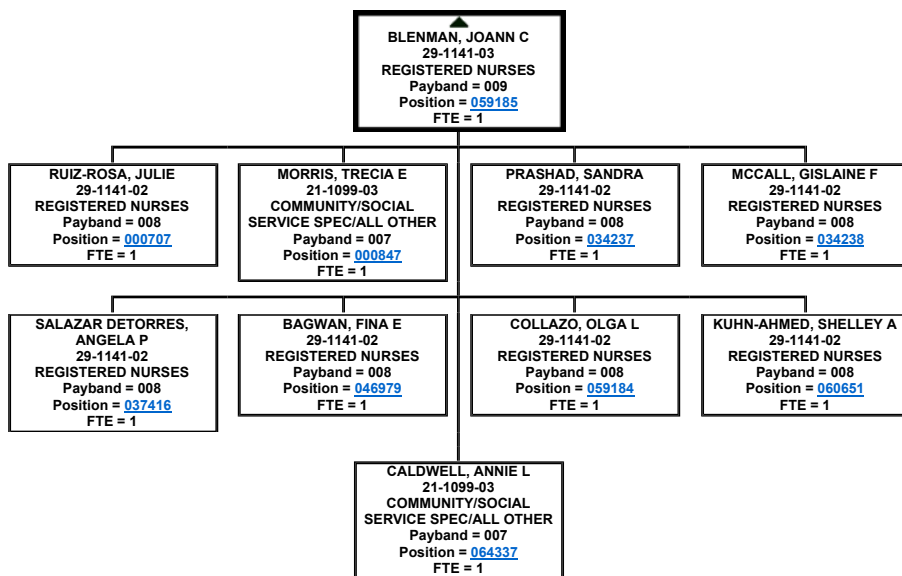 BLENMAN, JOANN C
29-1141-03
REGISTERED NURSES
Payband = 009
Position = 059185
FTE = 1
RUIZ-ROSA, JULIE
29-1141-02
REGISTERED NURSES
Payband = 008
Position = 000707
FTE = 1
MORRIS, TRECIA E
21-1099-03
COMMUNITY/SOCIAL
SERVICE SPEC/ALL OTHER
Payband = 007
Position = 000847
FTE = 1
PRASHAD, SANDRA
29-1141-02
REGISTERED NURSES
Payband = 008
Position = 034237
FTE = 1
MCCALL, GISLAINE F
29-1141-02
REGISTERED NURSES
Payband = 008
Position = 034238
FTE = 1
SALAZAR DETORRES,
ANGELA P
29-1141-02
REGISTERED NURSES
Payband = 008
Position = 037416
FTE = 1
BAGWAN, FINA E
29-1141-02
REGISTERED NURSES
Payband = 008
Position = 046979
FTE = 1
COLLAZO, OLGA L
29-1141-02
REGISTERED NURSES
Payband = 008
Position = 059184
FTE = 1
KUHN-AHMED, SHELLEY A
29-1141-02
REGISTERED NURSES
Payband = 008
Position = 060651
FTE = 1
CALDWELL, ANNIE L
21-1099-03
COMMUNITY/SOCIAL
SERVICE SPEC/ALL OTHER
Payband = 007
Position = 064337
FTE = 1